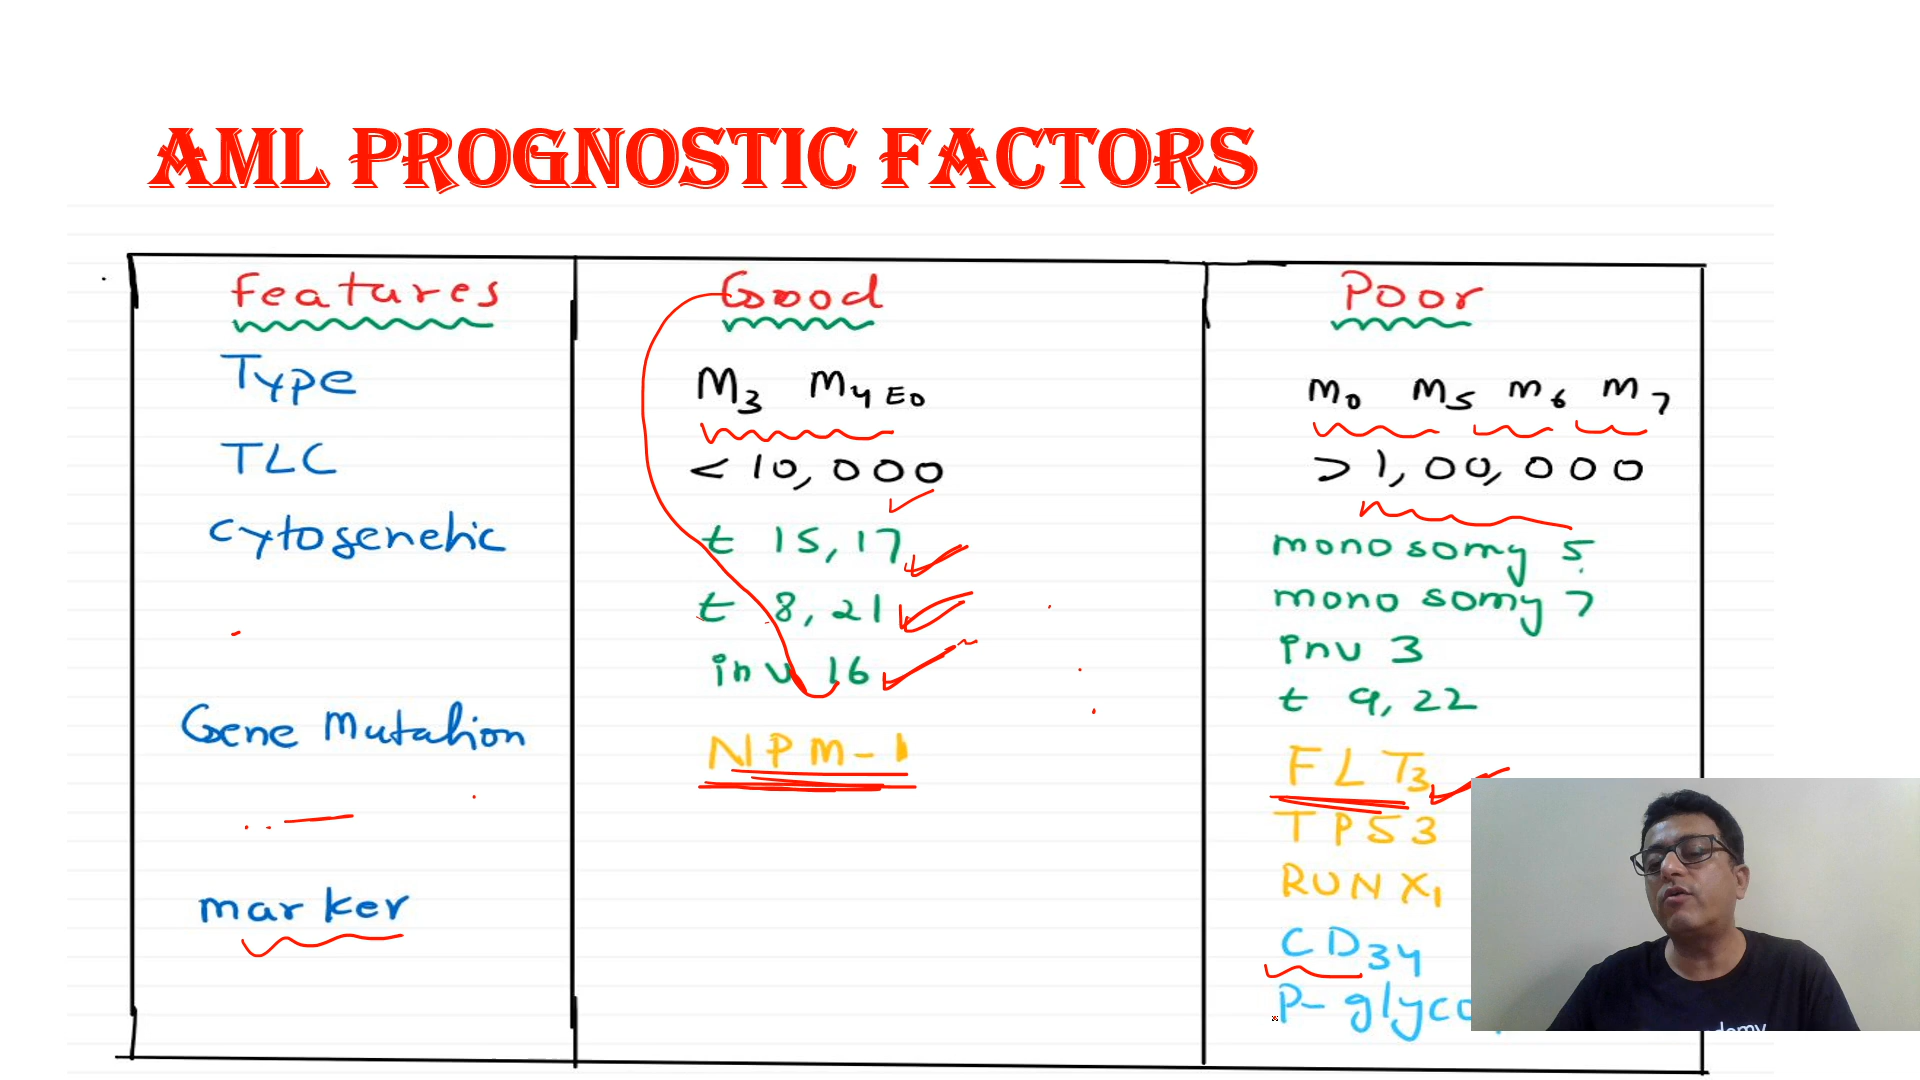 AML PROGNOSTIC FACTORS
Features Good Poor
Type M3 M4 EO M0 M5 M6 M7
TLC < 10,000 > 1,00,000
Cytogenetic t 15,17 monosomy 5
t 8,21 monosomy 7
inv 16 inv 3
t 9,22
Gene Mutation NPM-1 FLT3
TP53
RUNX1
marker CD34
P-glyco